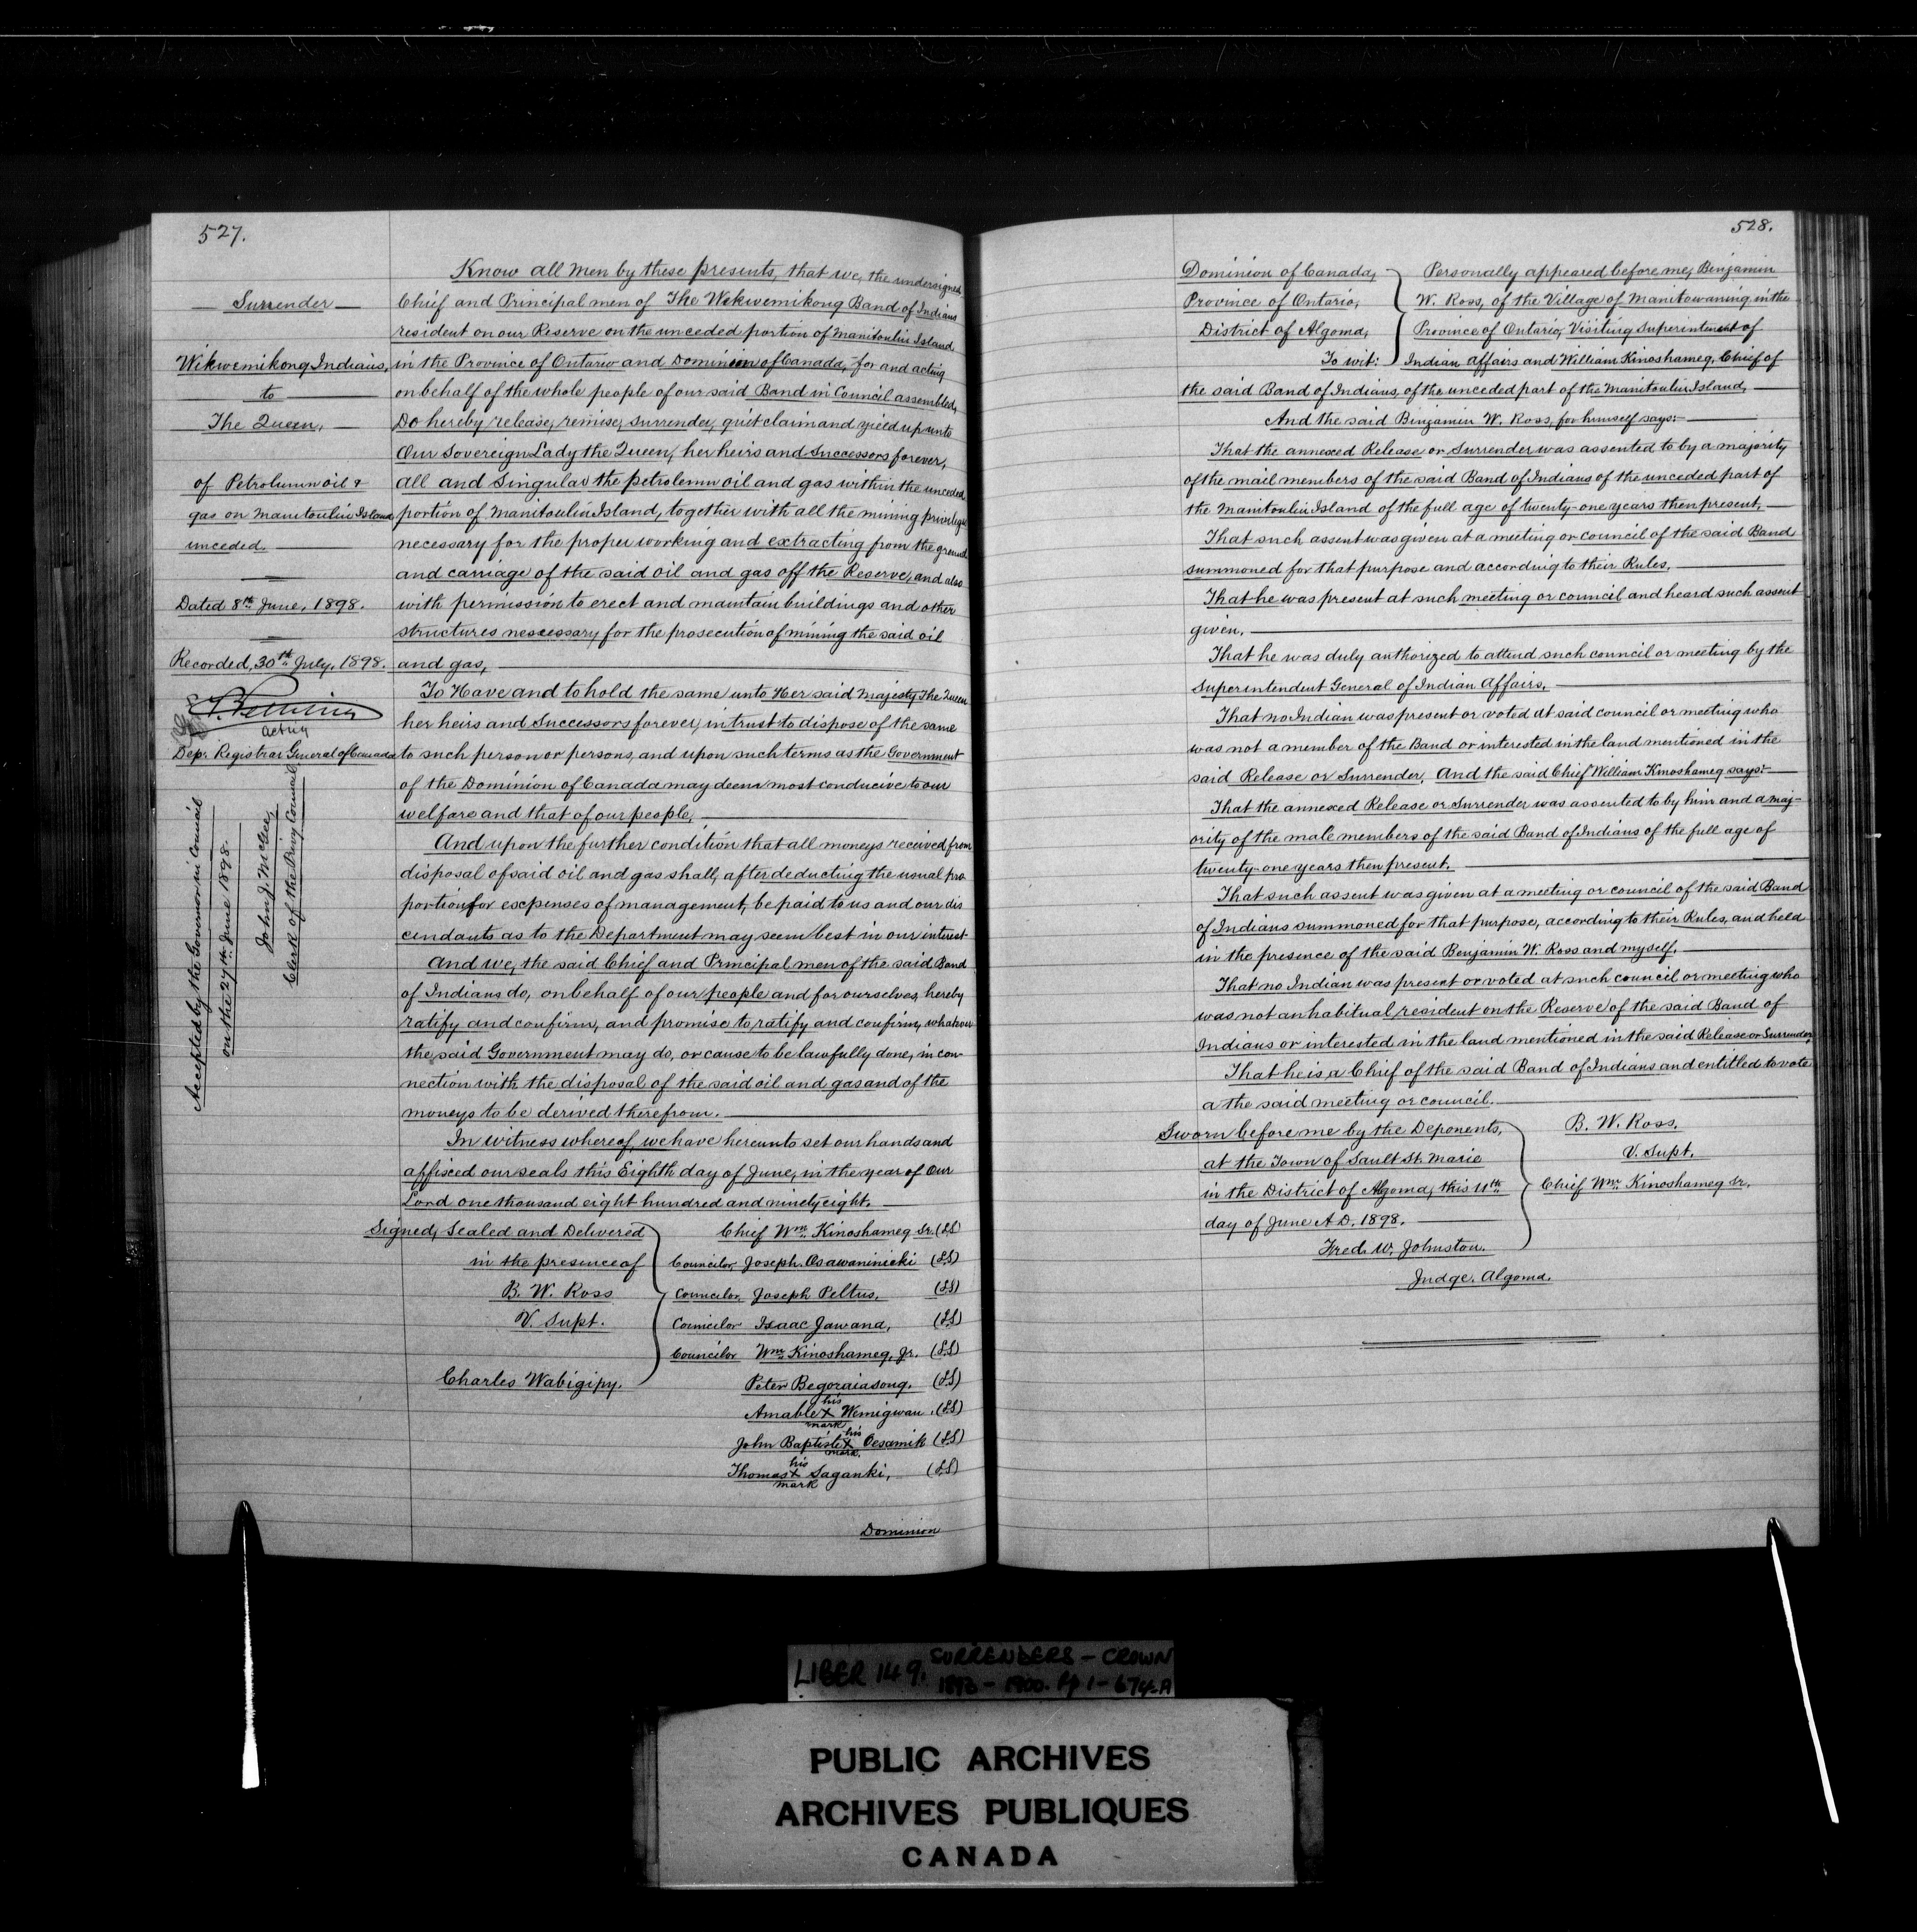 527.
Surrender
Wikwemikong Indians,
to
The Queen,
of Petroleumn oil &
gas on Manitoulin Island
unceded.
Dated 8th June, 1898.
Recorded, 30th July, 1898.
acting
Dep. Registrar General of Canada
Accepted by the Governor in Council
on the 27th June 1898.
John J. McGee,
Clerk of the Privy Council
Know all men by these presents, that we, the undersigned,
Chief and Principal men of The Wikwemikong Band of Indians
resident on our Reserve on the unceded portion of Manitoulin Island
in the Province of Ontario and Dominion of Canada, for and acting
on behalf of the whole people of our said Band in Council assembled,
Do hereby release, remise, surrender, quit claim and yield up unto
Our Sovereign Lady the Queen, her heirs and Successors forever,
all and Singular the petrolemn oil and gas within the unceded
portion of Manitoulin Island, together with all the mining privileges
necessary for the proper working and extracting from the ground
and carriage of the said oil and gas off the Reserve, and also
with permission to erect and maintain buildings and other
structures nescessary for the prosecution of mining the said oil
and gas,
To Have and to hold the same unto Her said Majesty The Queen
her heirs and Successors forever, in trust to dispose of the same
to such person or persons, and upon such terms as the Government
of the Dominion of Canada may deem most conducive to our
welfare and that of our people,
And upon the further condition that all moneys received from
disposal of said oil and gas shall, after deducting the usual pro
portion for escpenses of management, be paid to us and our dis
cendants as to the Department may seem best in our interest-
And we, the said Chief and Principal men of the said Band
of Indians do, on behalf of our people and for ourselves, hereby
ratify and confirm, and promise to ratify and confirm, whatever
the said Government may do, or cause to be lawfully done, in con-
nection with the disposal of the said oil and gas and of the
moneys to be derived therefrom.
In witness whereof, we have hereunto set our hands and
affisced our seals this Eighth day of June, in the year of Our
Lord one thousand eight hundred and ninety eight.
Signed, Sealed and Delivered
in the presence of
B. W. Ross
V. Supt.
Charles Wabigijry.
Chief Wm. Kinoshameg Sr. (LS)
Councilor Joseph Osawaninicki (LS)
Councilor Joseph Peltus. (LS)
Councilor Isaac Jawand, (LS)
Councilor Wm. Kinoshameg, Jr. (LS)
Peter Begoraiasong. (LS)
his
Amable X Wemigwau. (LS)
mark
his
John Baptiste X Oesamik (LS)
mark.
his
Thomas X Saganki, (LS)
mark
Dominion
528.
Dominion of Canada,
Province of Ontario,
District of Algoma,
To wit:
Personally appeared before me, Benjamin
W. Ross, of the Village of Manitowaning in the
Province of Ontario, Visiting Superintendent of
Indian Affairs and William Kinoshameg, Chief of
the said Band of Indians, of the unceded part of the Manitoulin Island,
And the said Benjamin W. Ross, for himself says:-
That the annexed Release or Surrender was assented to by a majority
of the mail members of the said Band of Indians of the unceded part of
the Manitoulin Island of the full age of twenty-one years then present,
That such assent was given at a meeting or council of the said Band
summoned for that purpose and according to their Rules.
That he was present at such meeting or council and heard such assent
given.
That he was duly authorized to attend such council or meeting by the
Superintendent General of Indian Affairs.
That no Indian was present or voted at said council or meeting who
was not a member of the Band or interested in the land mentioned in the
said Release or Surrender. And the said Chief William Kinoshameg says:-
That the annexed Release or Surrender was assented to by him and a maj-
ority of the male members of the said Band of Indians of the full age of
twenty-one years then present.
That such assent was given at a meeting or council of the said Band
of Indians summoned for that purpose, according to their Rules, and held
in the presence of the said Benjamin W. Ross and myself.
That no Indian was present or voted at such council or meeting who
was not an habitual resident on the Reserve of the said Band of
Indians or interested in the land mentioned in the said Release or Surrender.
That he is a Chief of the said Band of Indians and entitled to vote
a the said meeting or council.
Sworn before me by the Deponents,
at the Town of Sault St. Marie
in the District of Algoma, this 11th
day of June A.D. 1898.
Fred. W. Johnston.
Judge. Algoma.
B. W. Ross,
V. Supt.
Chief Wm. Kinoshameg Sr.
LIBER 149. SURRENDERS - CROWN
1896 - 1900. Pp 1 - 674-A
PUBLIC ARCHIVES
ARCHIVES PUBLIQUES
CANADA